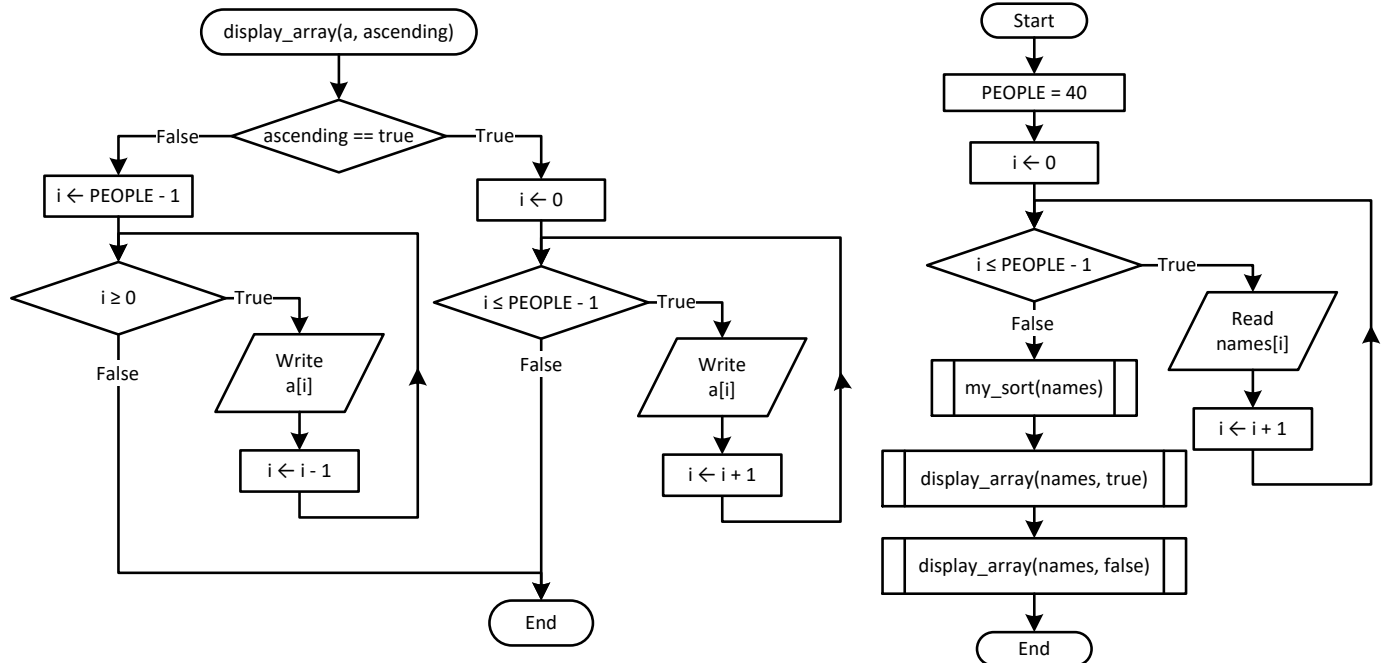 display_array(a, ascending)
ascending == true
False
True
i ← PEOPLE - 1
i ← 0
i ≥ 0
True
False
Write
a[i]
i ← i - 1
i ≤ PEOPLE - 1
True
False
Write
a[i]
i ← i + 1
End
Start
PEOPLE = 40
i ← 0
i ≤ PEOPLE - 1
True
False
Read
names[i]
i ← i + 1
my_sort(names)
display_array(names, true)
display_array(names, false)
End